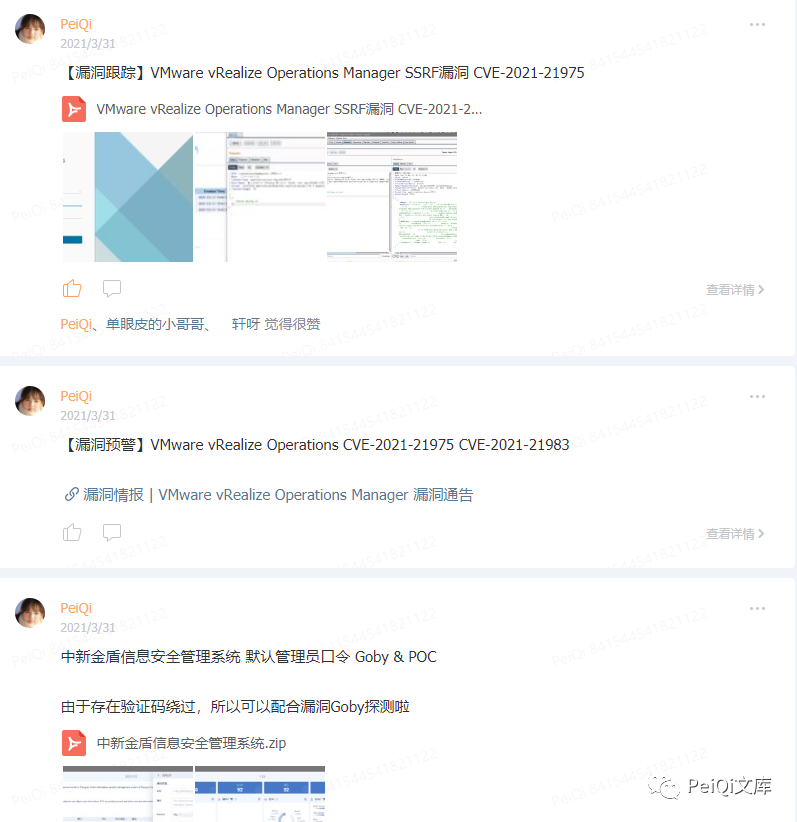 PeiQi
2021/3/31
【漏洞跟踪】VMware vRealize Operations Manager SSRF漏洞 CVE-2021-21975
VMware vRealize Operations Manager SSRF漏洞 CVE-2021-2...
查看详情
PeiQi、单眼皮的小哥哥、 轩呀 觉得很赞
PeiQi
2021/3/31
【漏洞预警】VMware vRealize Operations CVE-2021-21975 CVE-2021-21983
漏洞情报 | VMware vRealize Operations Manager 漏洞通告
查看详情
PeiQi
2021/3/31
中新金盾信息安全管理系统 默认管理员口令 Goby & POC
由于存在验证码绕过，所以可以配合漏洞Goby探测啦
中新金盾信息安全管理系统.zip
PeiQi文库
PeiQi 841544541821122